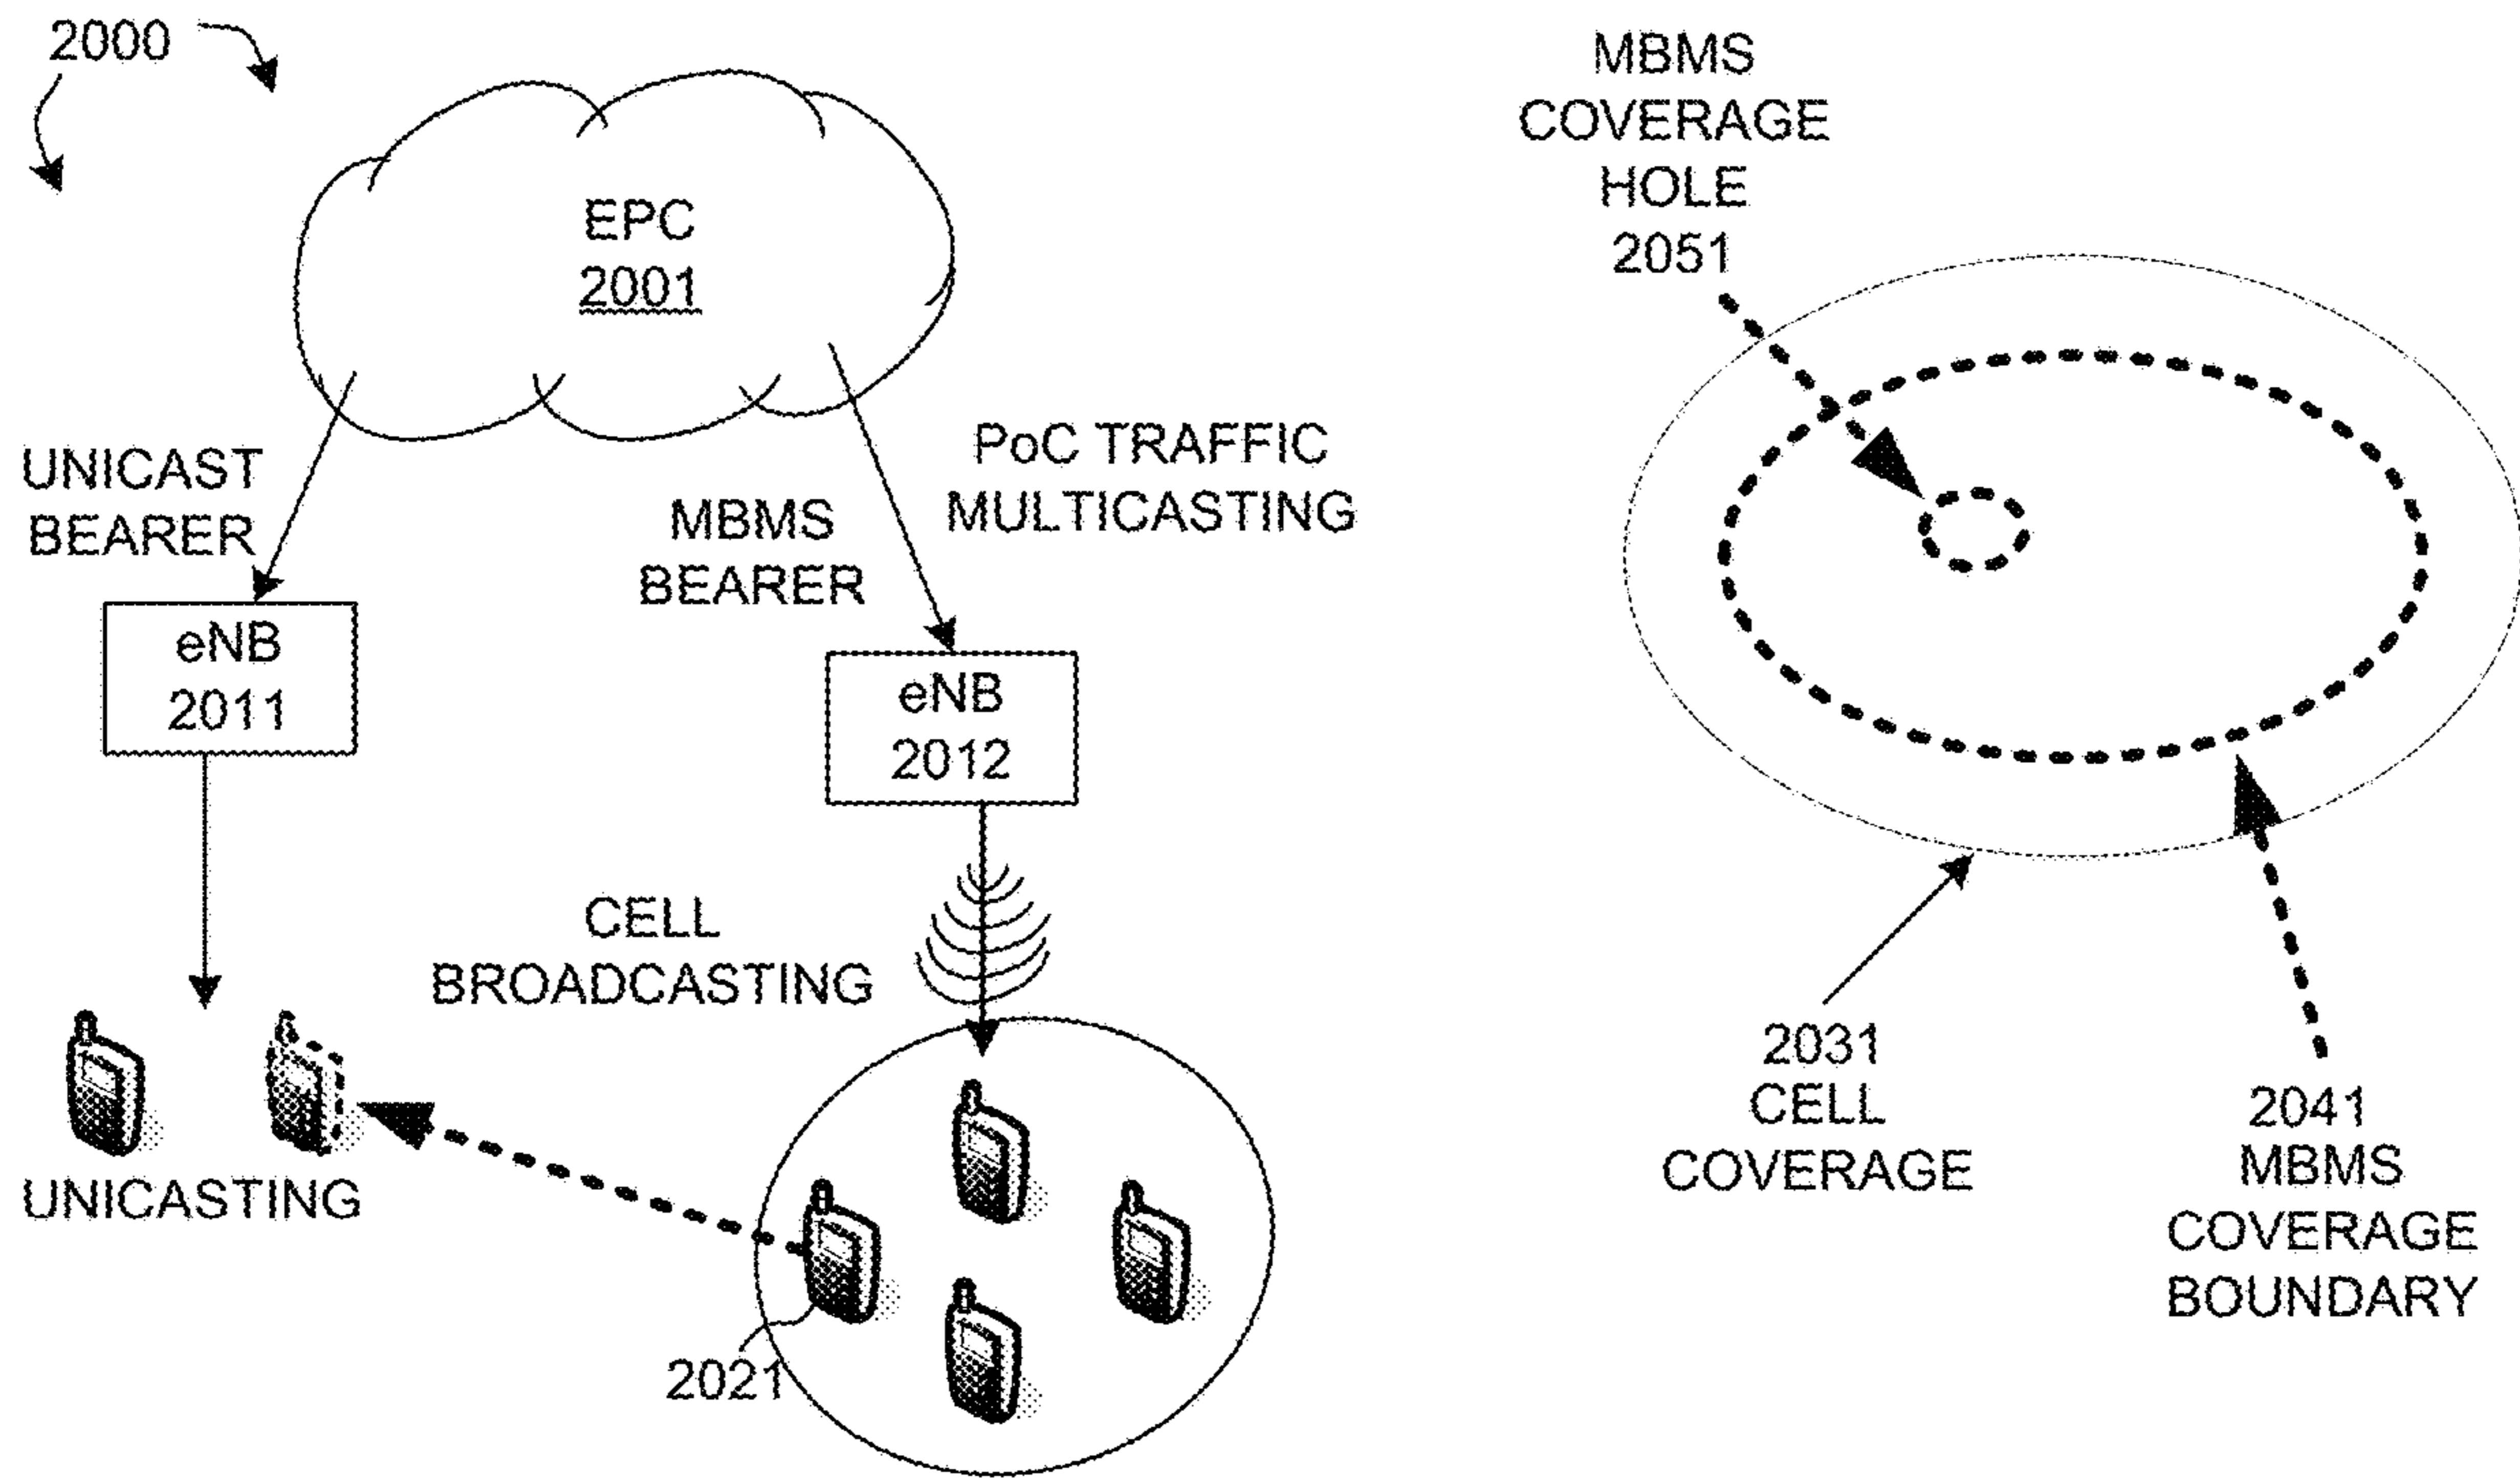 2000
EPC
2001
UNICAST
BEARER
MBMS
BEARER
PoC TRAFFIC
MULTICASTING
eNB
2011
eNB
2012
CELL
BROADCASTING
UNICASTING
2021
MBMS
COVERAGE
HOLE
2051
2031
CELL
COVERAGE
2041
MBMS
COVERAGE
BOUNDARY